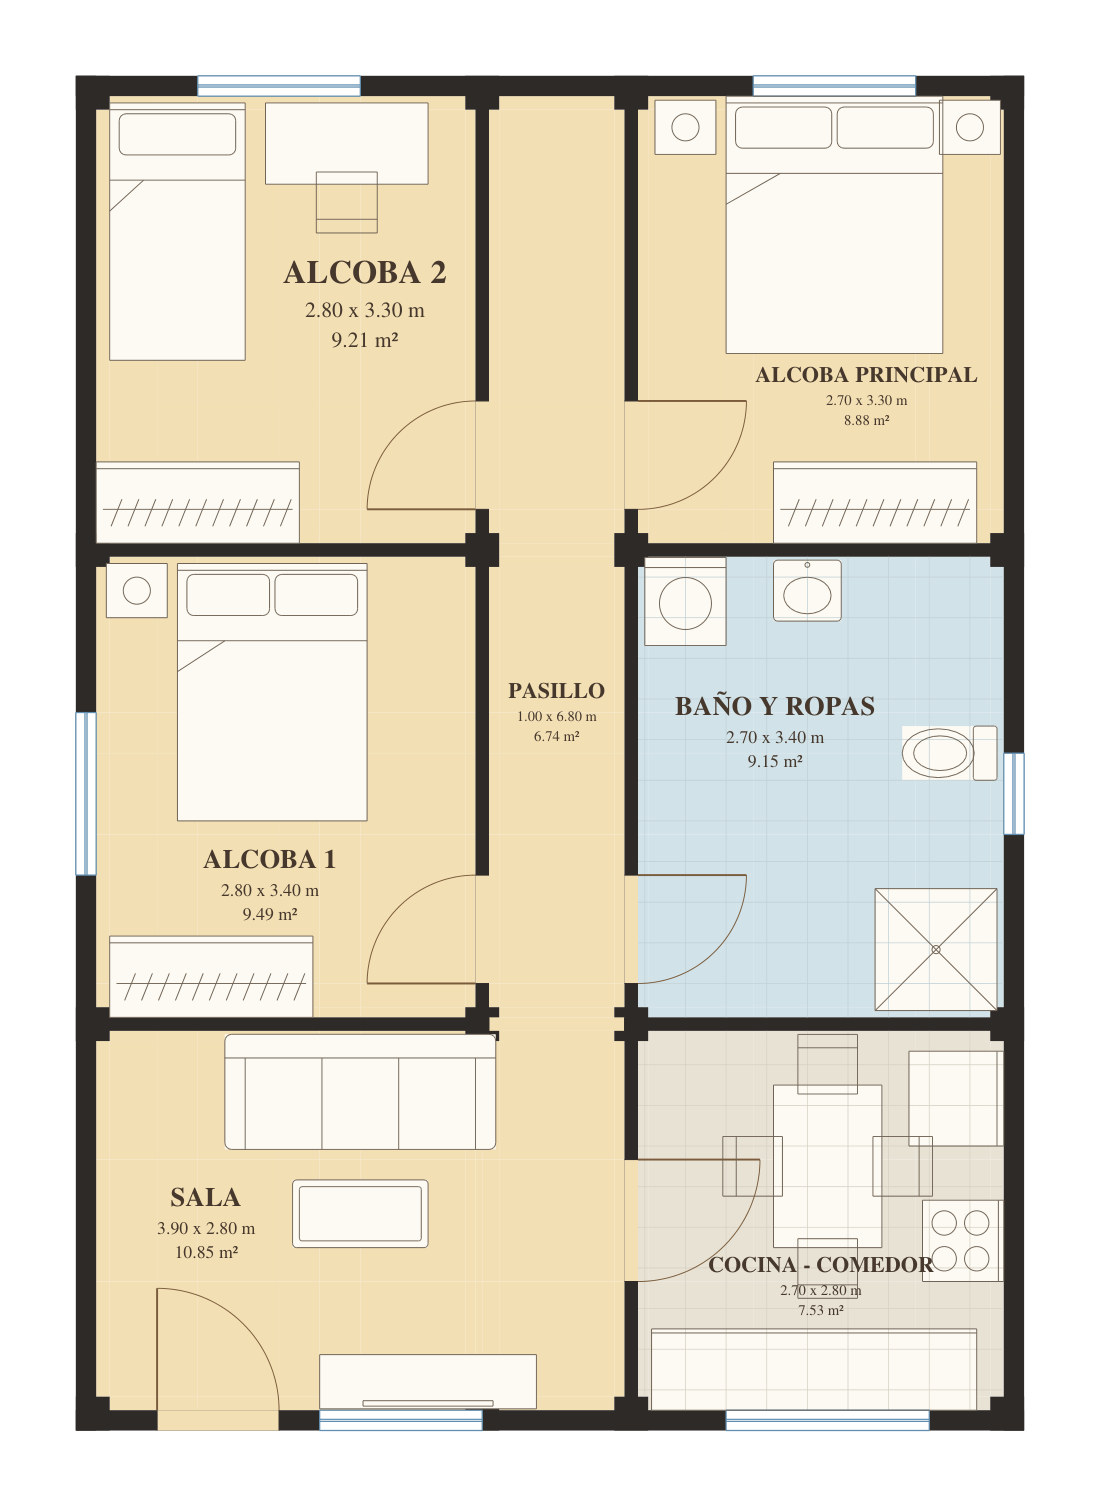 ALCOBA 2
2.80 x 3.30 m
9.21 m²
ALCOBA PRINCIPAL
2.70 x 3.30 m
8.88 m²
PASILLO
1.00 x 6.80 m
6.74 m²
BAÑO Y ROPAS
2.70 x 3.40 m
9.15 m²
ALCOBA 1
2.80 x 3.40 m
9.49 m²
SALA
3.90 x 2.80 m
10.85 m²
COCINA - COMEDOR
2.70 x 2.80 m
7.53 m²